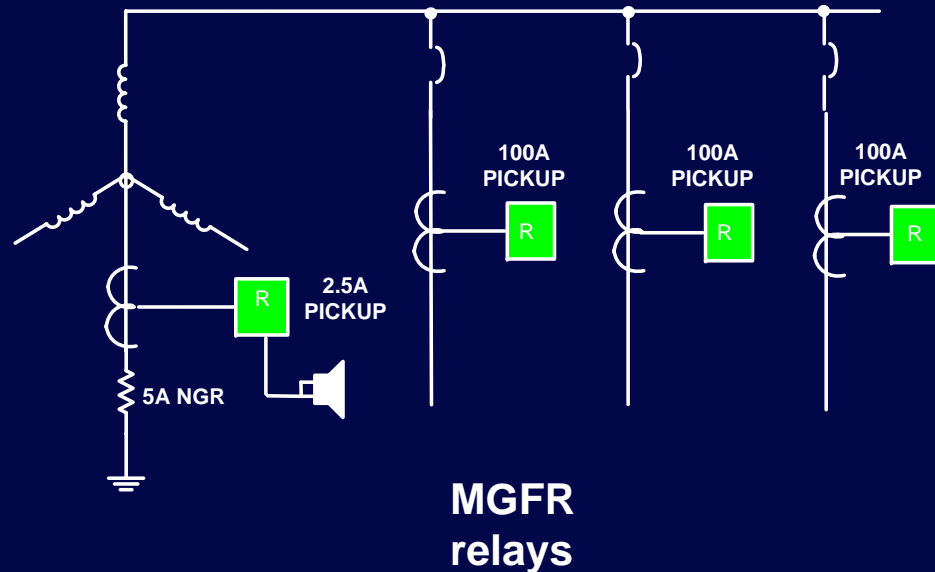 100A
PICKUP
R
100A
PICKUP
R
100A
PICKUP
R
R
2.5A
PICKUP
5A NGR
MGFR
relays